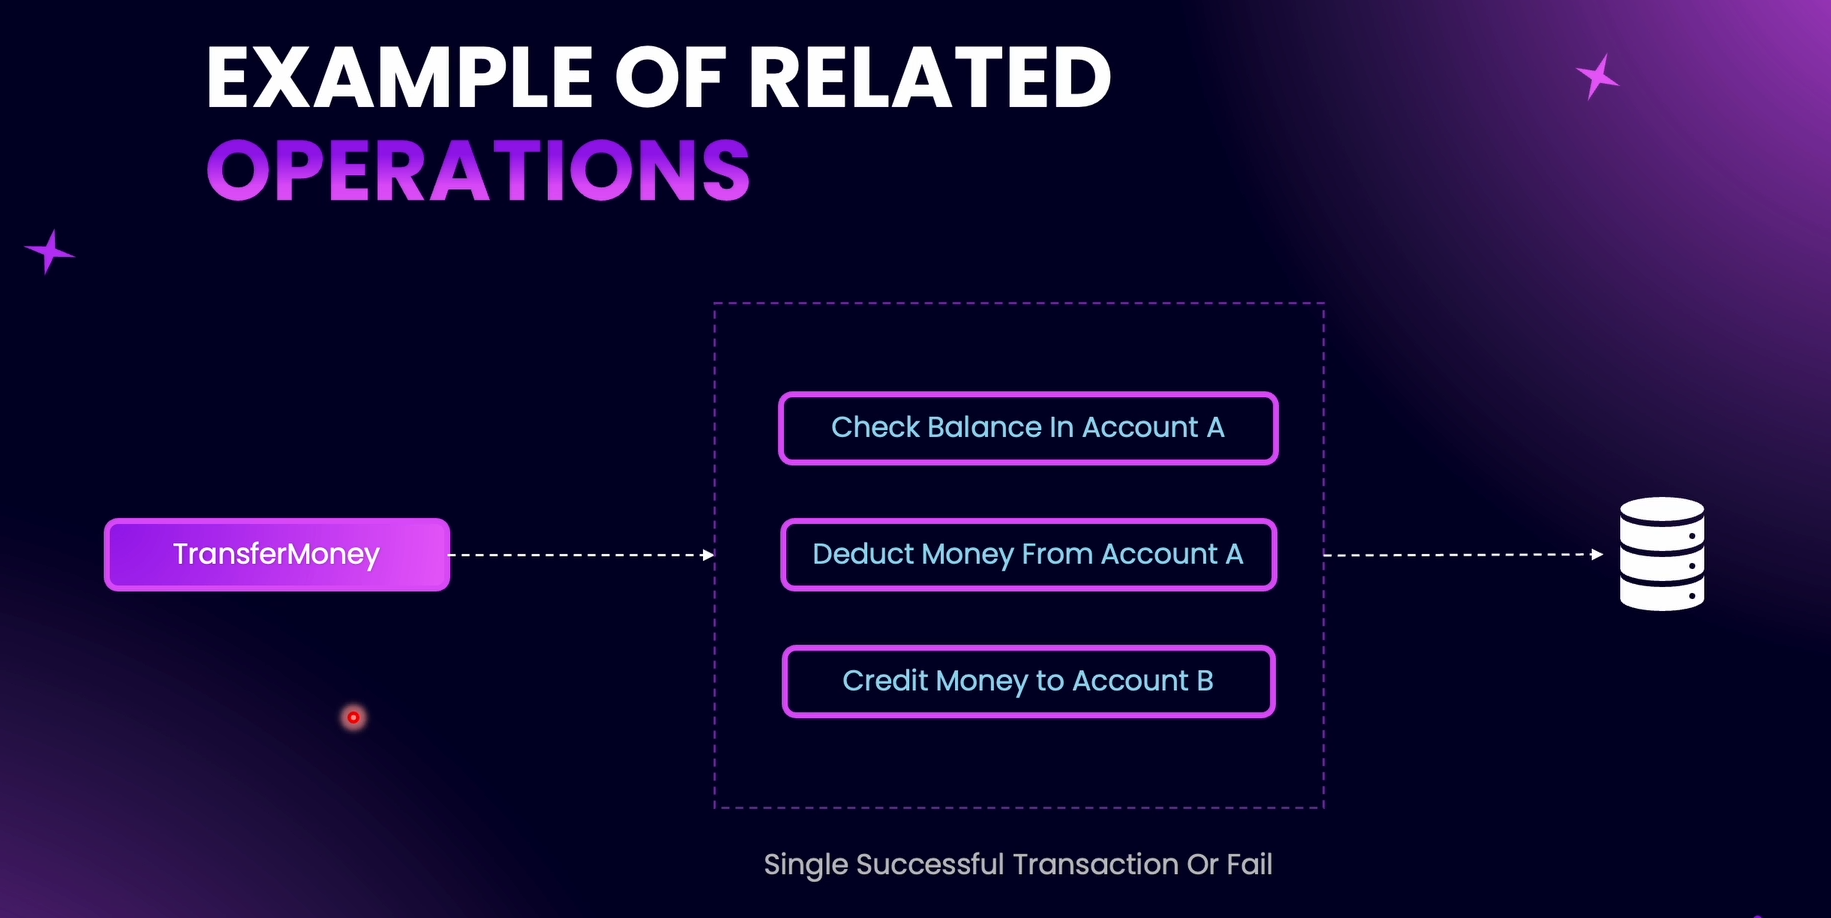 EXAMPLE OF RELATED
OPERATIONS
Check Balance In Account A
TransferMoney
Deduct Money From Account A
Credit Money to Account B
Single Successful Transaction Or Fail